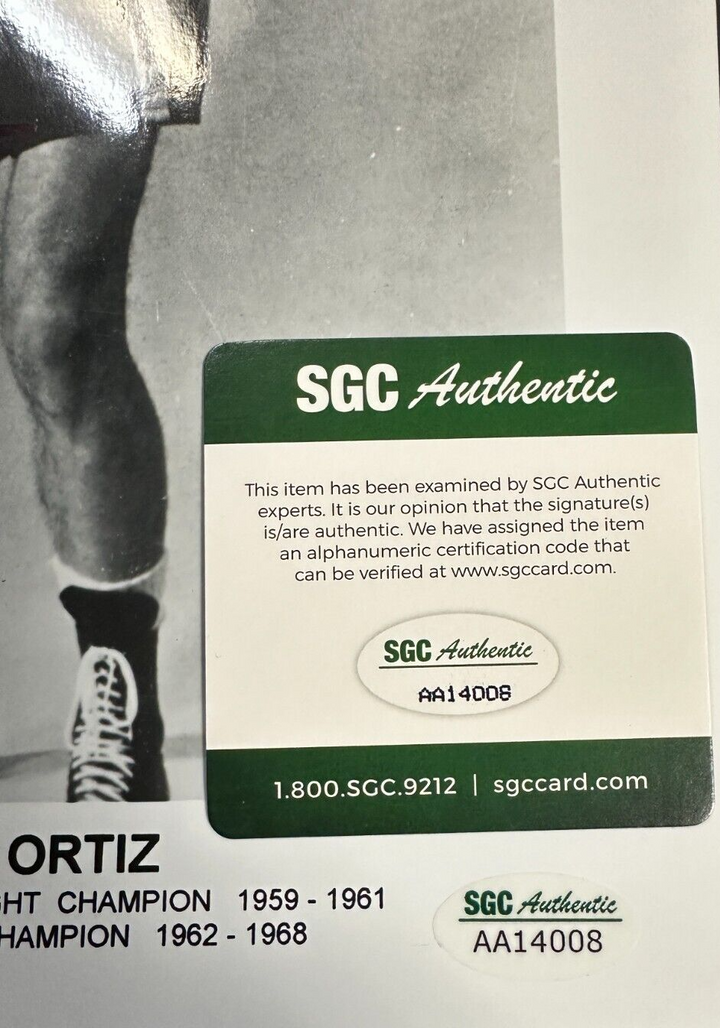 SGC Authentic
This item has been examined by SGC Authentic
experts. It is our opinion that the signature(s)
is/are authentic. We have assigned the item
an alphanumeric certification code that
can be verified at www.sgccard.com.
SGC Authentic
AA14008
1.800.SGC.9212 | sgccard.com
ORTIZ
GHT CHAMPION 1959 - 1961
HAMPION 1962 - 1968
SGC Authentic
AA14008